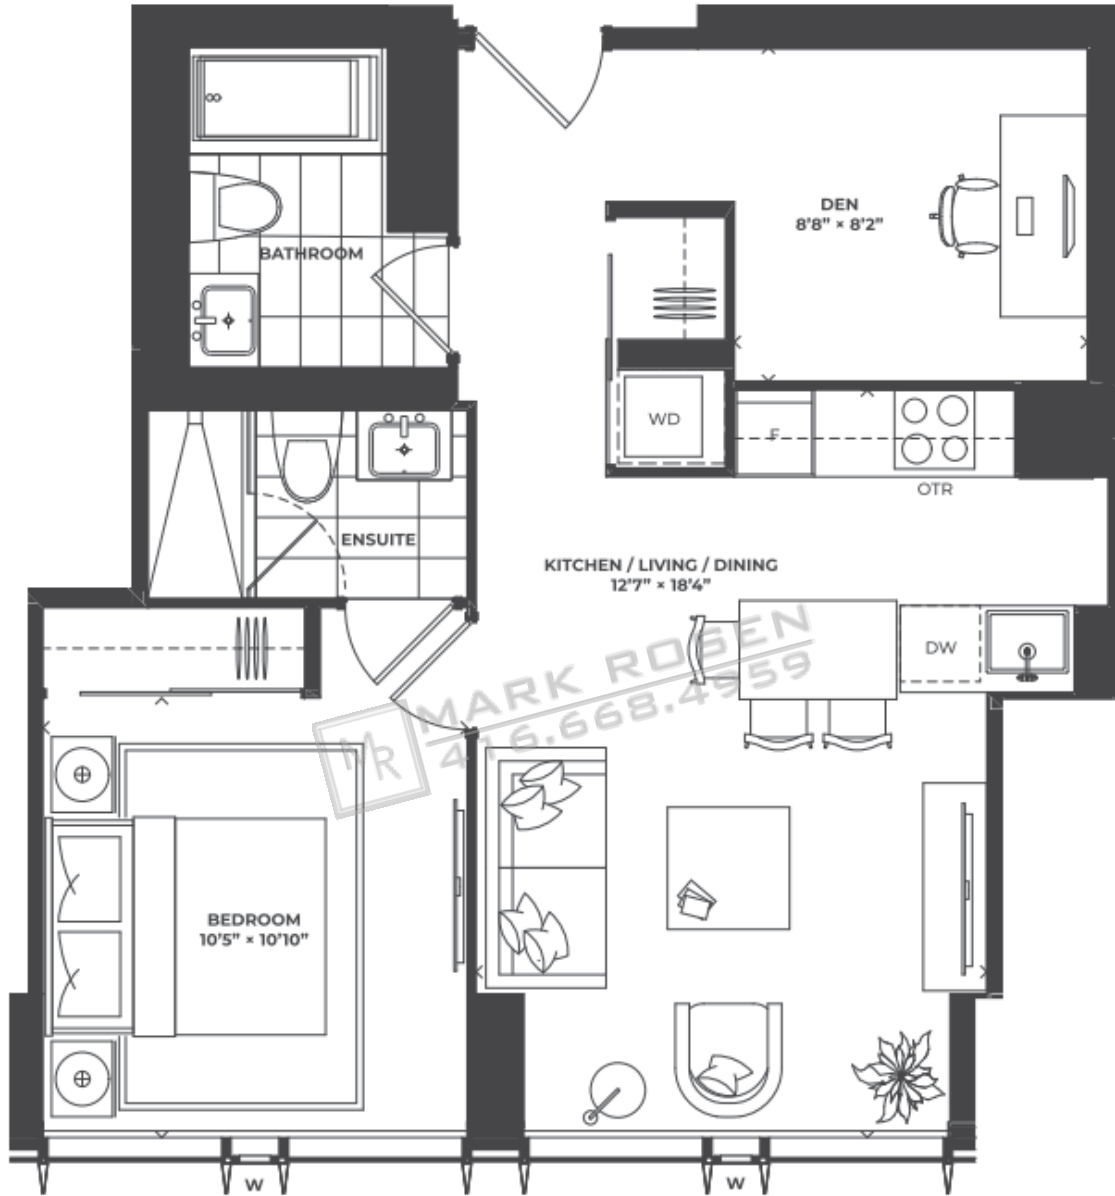 DEN
8'8" × 8'2"
BATHROOM
WD
F
OTR
ENSUITE
KITCHEN / LIVING / DINING
12'7" × 18'4"
DW
MARK ROSEN
416.668.4959
MR
BEDROOM
10'5" × 10'10"
W
W